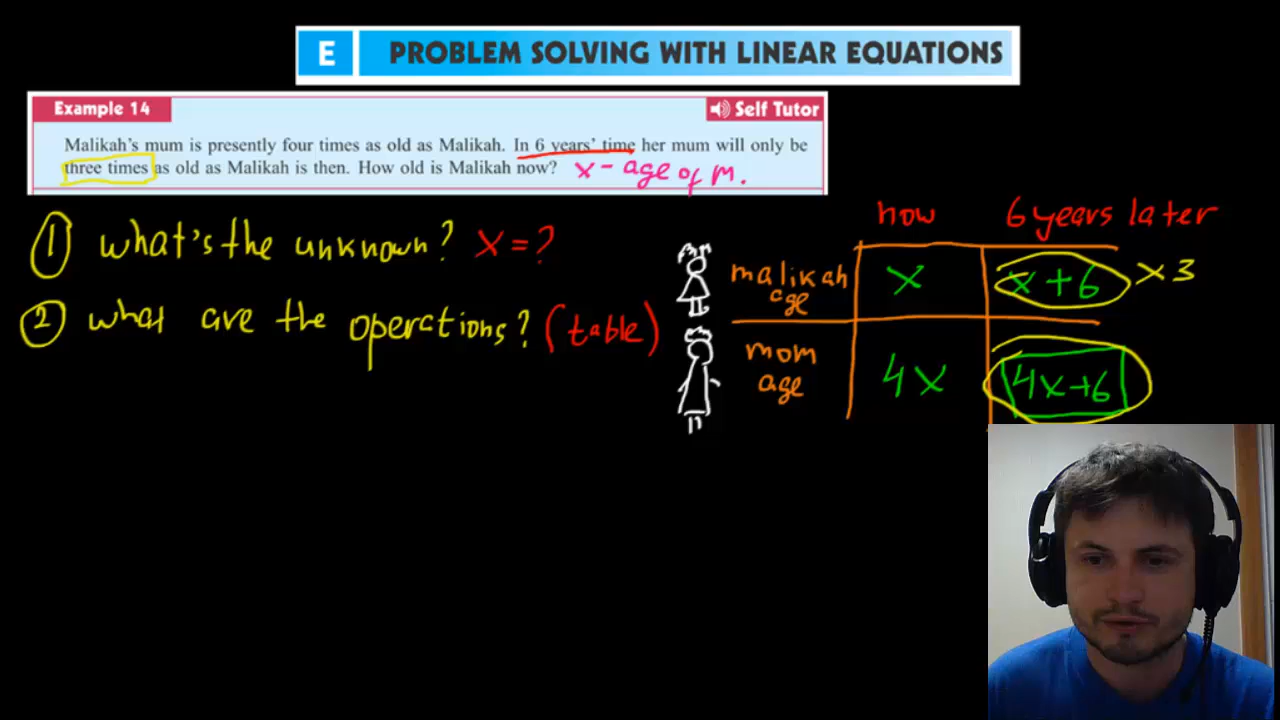 E PROBLEM SOLVING WITH LINEAR EQUATIONS
Example 14 Self Tutor
Malikah's mum is presently four times as old as Malikah. In 6 years' time her mum will only be
three times as old as Malikah is then. How old is Malikah now? x - age of m.
now 6 years later
1 what's the unknown? x = ?
malikah age x x + 6 x 3
2 what are the operations? (table)
mom age 4x 4x+6